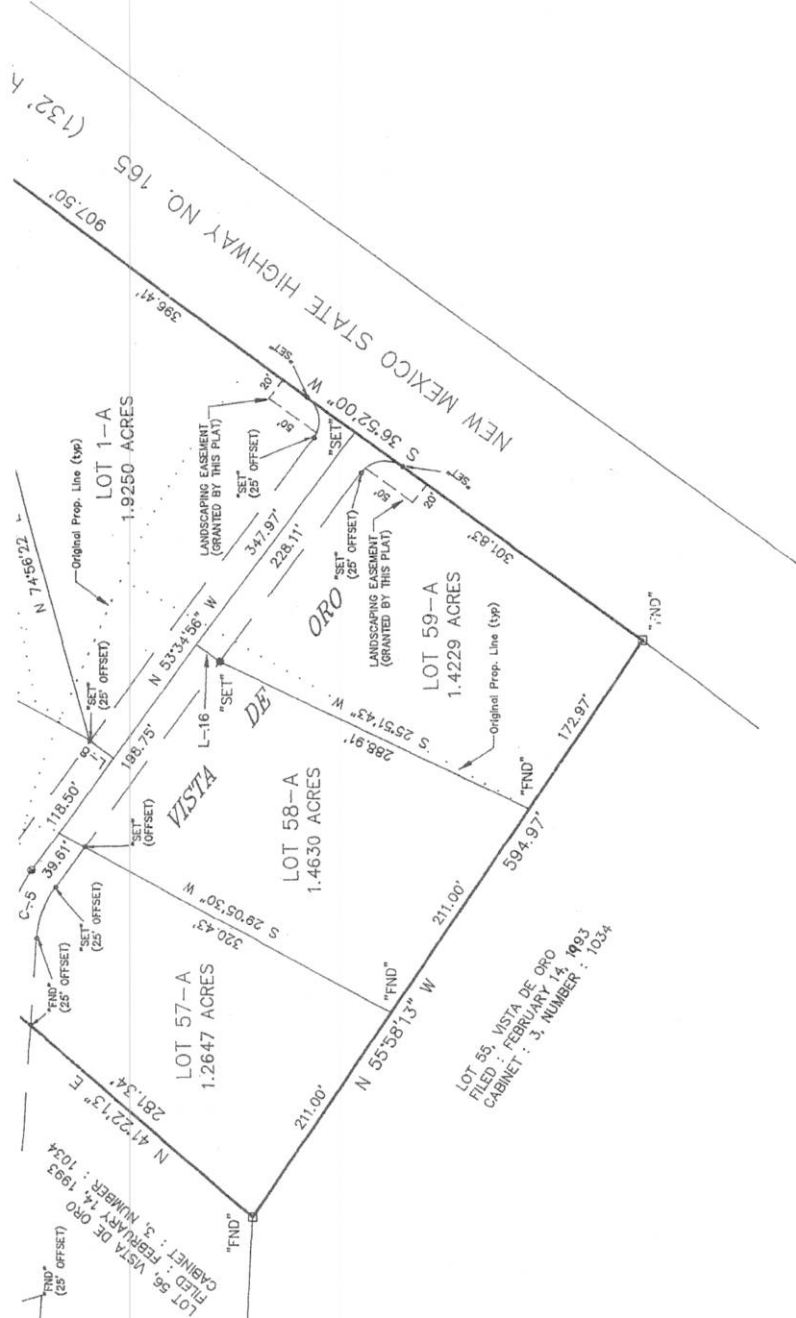 (132'
NEW MEXICO STATE HIGHWAY NO. 165
907.50'
396.41'
S 36°52'00" W
301.83'
"SET"
20'
50'
LANDSCAPING EASEMENT
(GRANTED BY THIS PLAT)
"SET"
(25' OFFSET)
"SET"
Original Prop. Line (typ)
LOT 1-A
1.9250 ACRES
N 74°56'22
"SET"
(25' OFFSET)
L-8
347.97'
228.11'
N 53°34'56" W
198.75'
118.50'
39.61'
C-5
L-16
"SET"
"SET"
(OFFSET)
"SET"
(25' OFFSET)
"FND"
(25' OFFSET)
"SET"
(25' OFFSET)
50'
20'
"SET"
LANDSCAPING EASEMENT
(GRANTED BY THIS PLAT)
VISTA DE ORO
LOT 59-A
1.4229 ACRES
S 25°51'43" W
288.91'
Original Prop. Line (typ)
LOT 58-A
1.4630 ACRES
S 29°05'30" W
320.43'
LOT 57-A
1.2647 ACRES
N 41°22'13" E
281.34'
"FND"
172.97'
"FND"
594.97'
211.00'
"FND"
N 55°58'13" W
211.00'
"FND"
LOT 55, VISTA DE ORO
FILED : FEBRUARY 14, 1993
CABINET : 3, NUMBER : 1034
LOT 56, VISTA DE ORO
FILED : FEBRUARY 14, 1993
CABINET : 3, NUMBER : 1034
"FND"
(25' OFFSET)